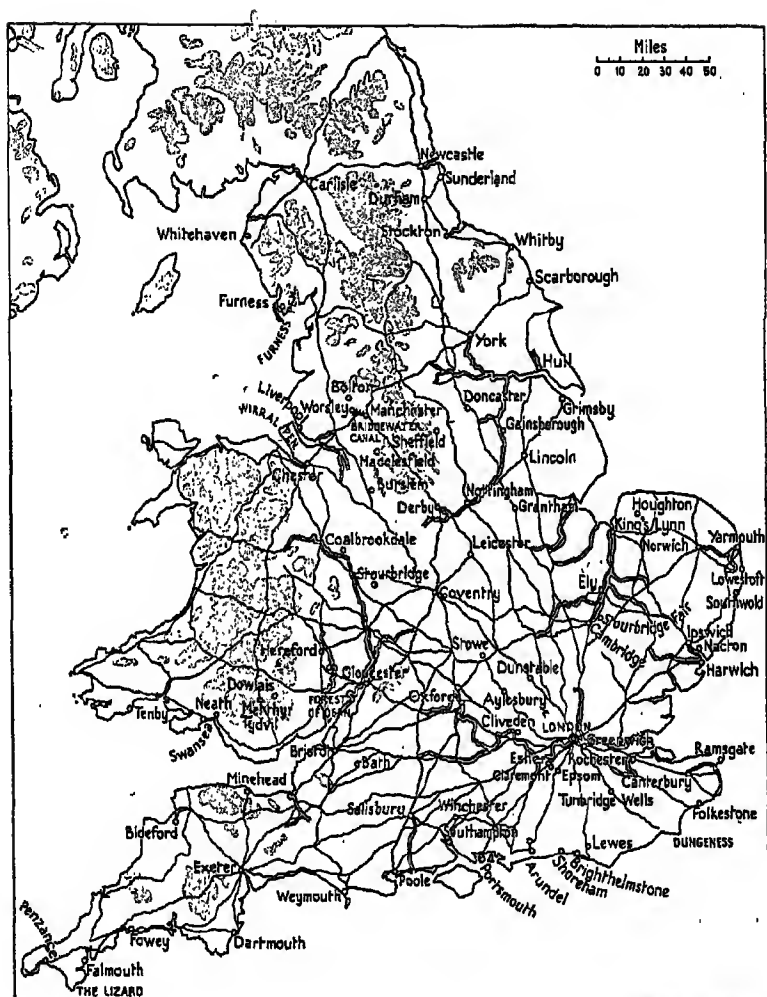 Miles
0 10 20 30 40 50
Newcastle
Sunderland
Carlisle
Durham
Whitehaven
Stockton
Whitby
Scarborough
Furness
York
Hull
Bolton
Doncaster
Liverpool
Worsley
Manchester
Grimsby
BRIDGEWATER
CANAL
Gainsborough
Sheffield
Lincoln
Chester
Burslem
Nottingham
Derby
Grantham
Houghton
King's Lynn
Yarmouth
Norwich
Coalbrookdale
Leicester
Lowestoft
Stourbridge
Ely
Southwold
Coventry
Stourbridge Fair
Cambridge
Ipswich
Nacton
Hereford
Stowe
Harwich
Gloucester
Dunstable
Dowlais
Oxford
Aylesbury
Neath
Merthyr
Tydvil
FOREST
OF DEAN
Tenby
Cliveden
LONDON
Swansea
GREENWICH
Bristol
Bath
Esher
Rochester
Ramsgate
Claremont
Epsom
Canterbury
Minehead
Tunbridge Wells
Salisbury
Winchester
Folkestone
Bideford
Southampton
Lewes
DUNGENESS
Exeter
Brighthelmstone
Shoreham
Arundel
Portsmouth
Poole
Weymouth
Penzance
Fowey
Dartmouth
Falmouth
THE LIZARD